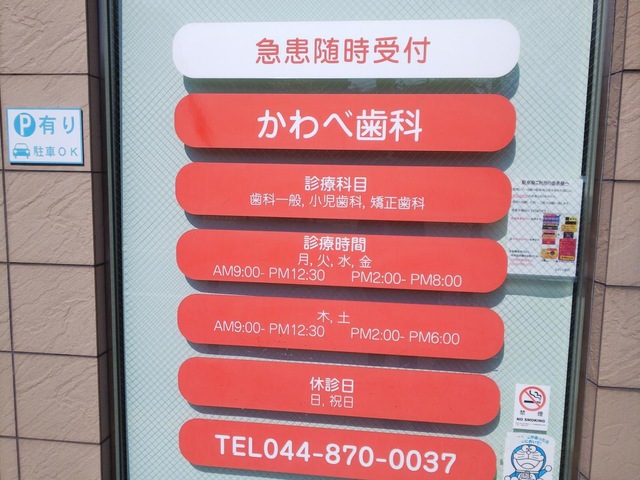 急患随時受付
かわべ歯科
P有り
駐車OK
診療科目
歯科一般, 小児歯科, 矯正歯科
診療時間
月, 火, 水, 金
AM9:00- PM12:30 PM2:00- PM8:00
木, 土
AM9:00- PM12:30 PM2:00- PM6:00
休診日
日, 祝日
TEL044-870-0037
禁煙
NO SMOKING